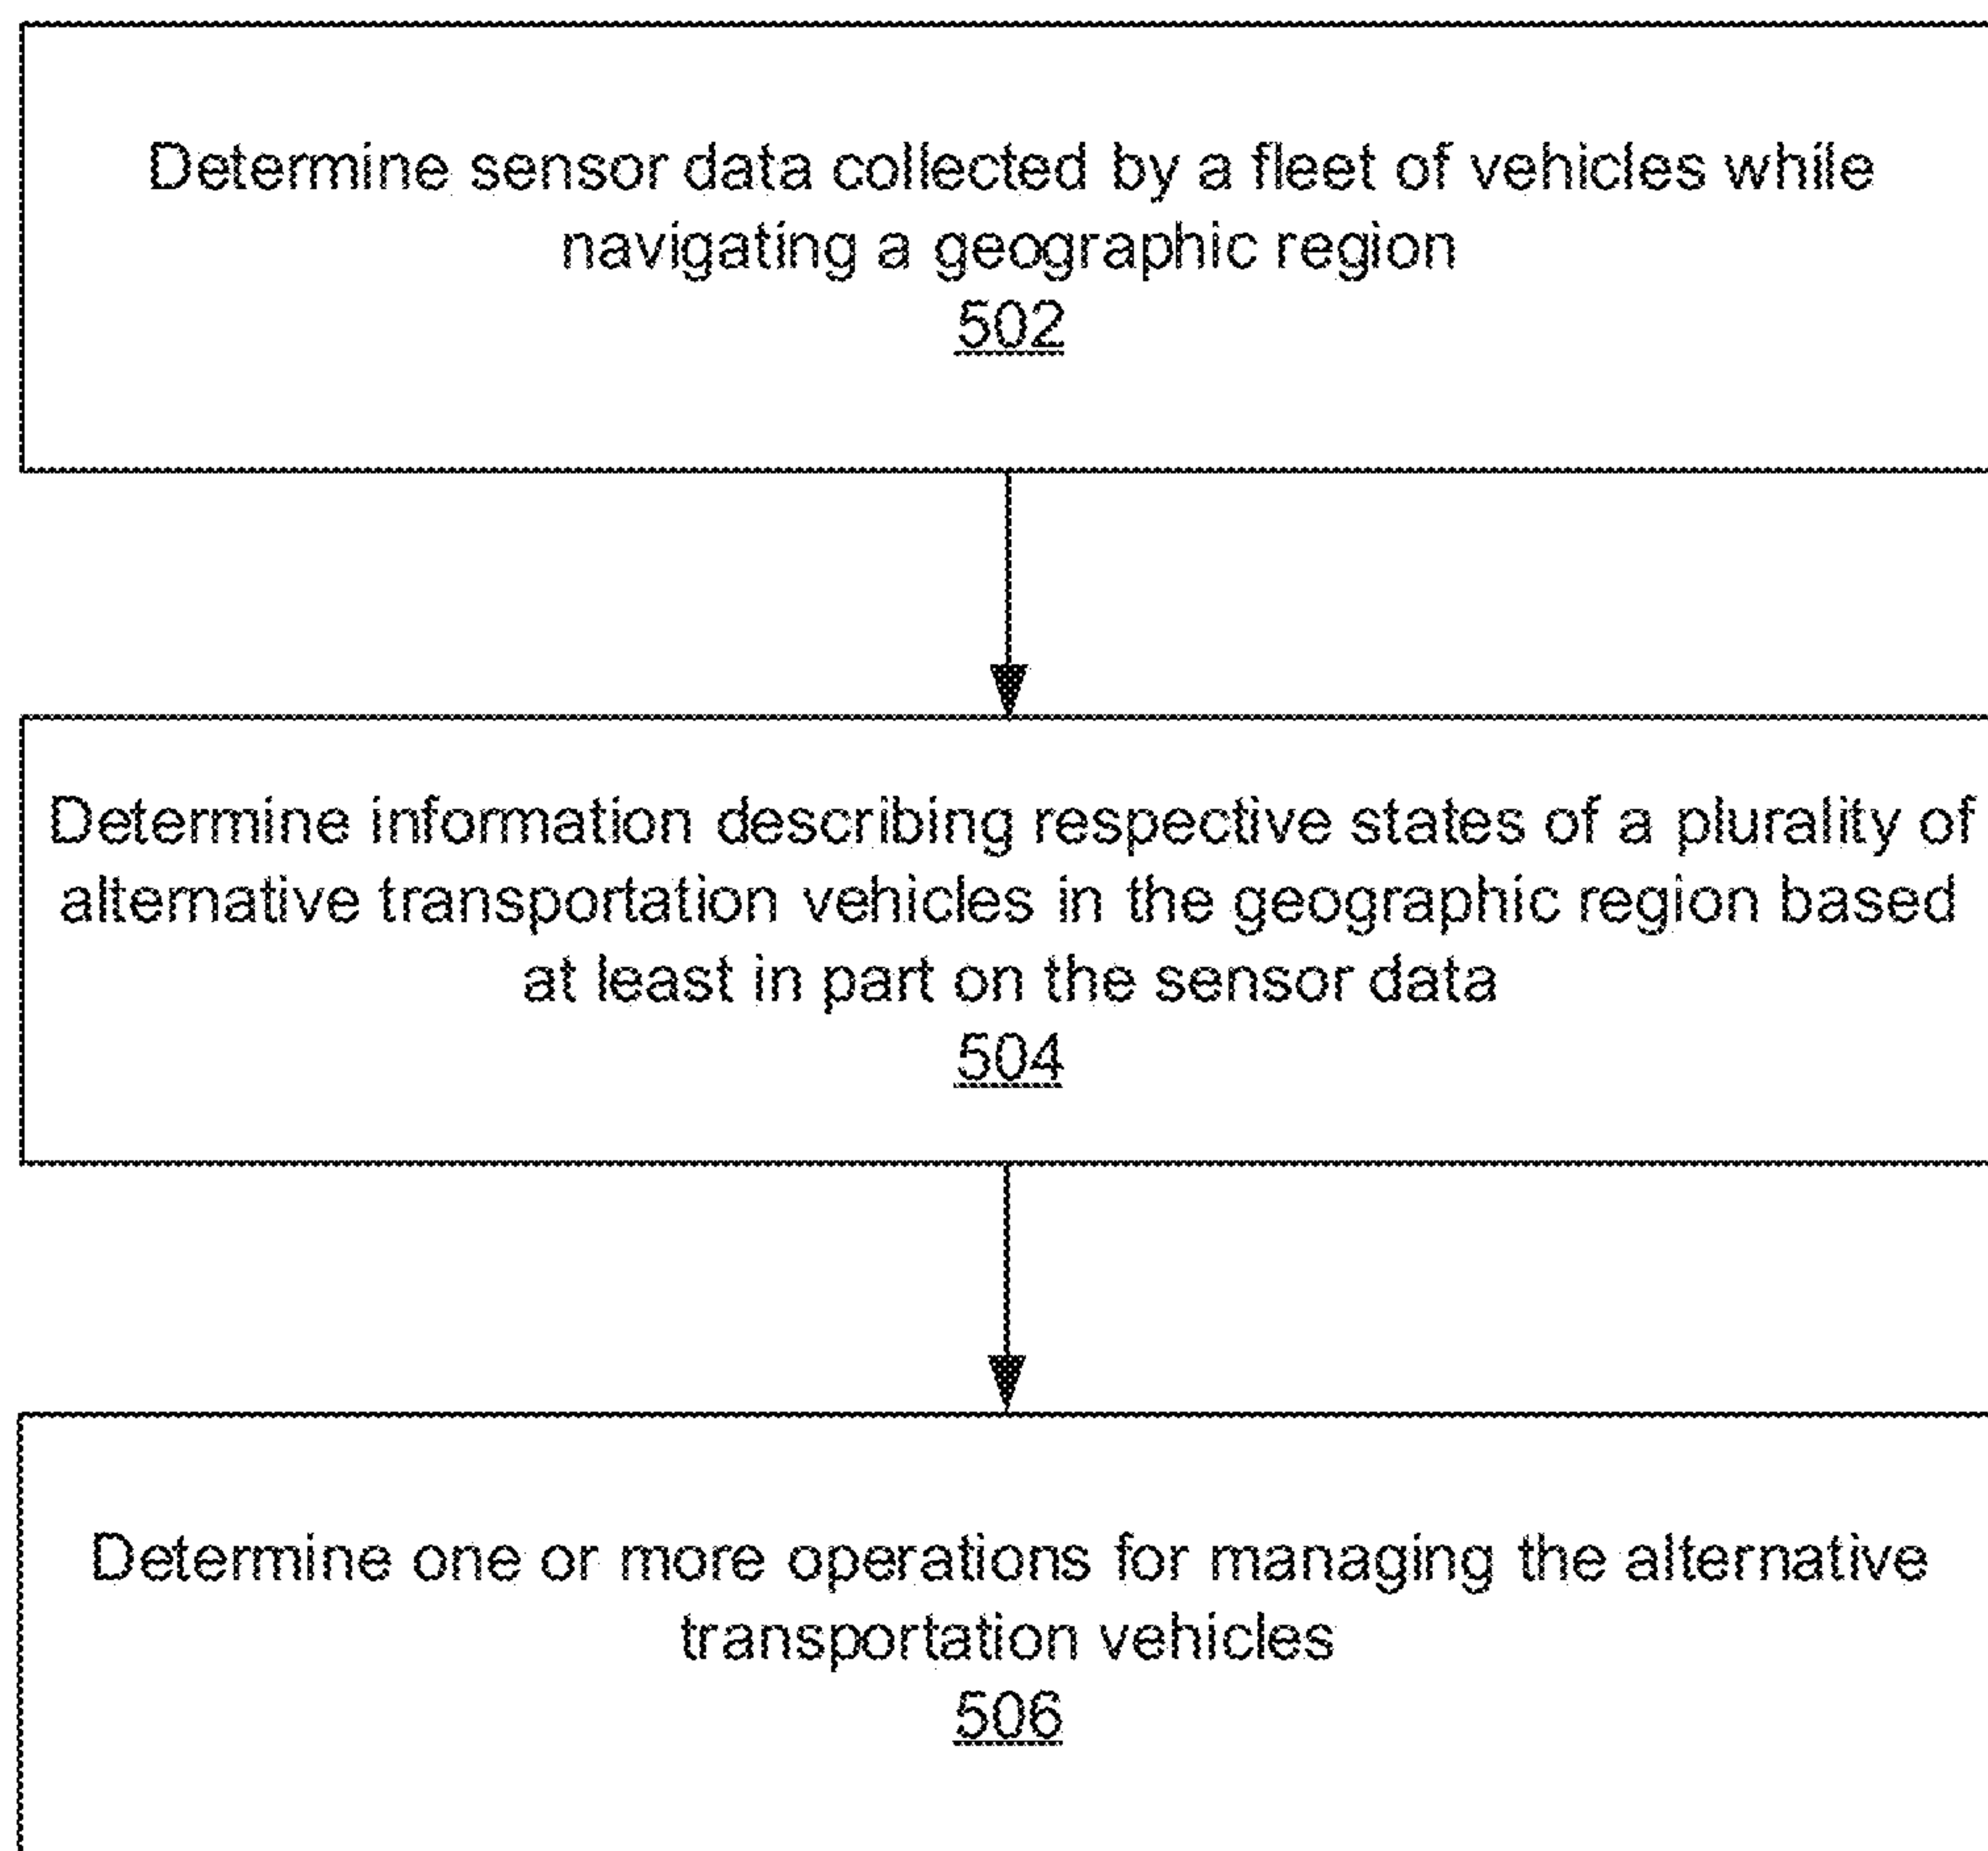 Determine sensor data collected by a fleet of vehicles while
navigating a geographic region
502
Determine information describing respective states of a plurality of
alternative transportation vehicles in the geographic region based
at least in part on the sensor data
504
Determine one or more operations for managing the alternative
transportation vehicles
506